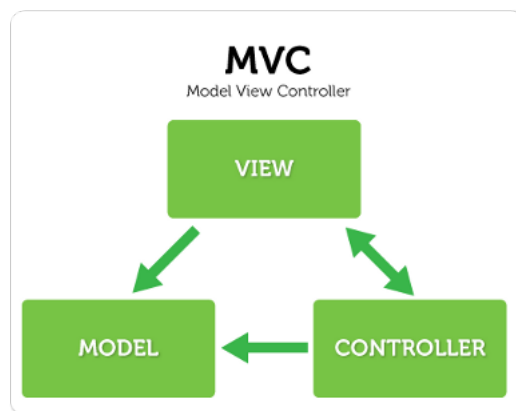 MVC
Model View Controller
VIEW
MODEL
CONTROLLER